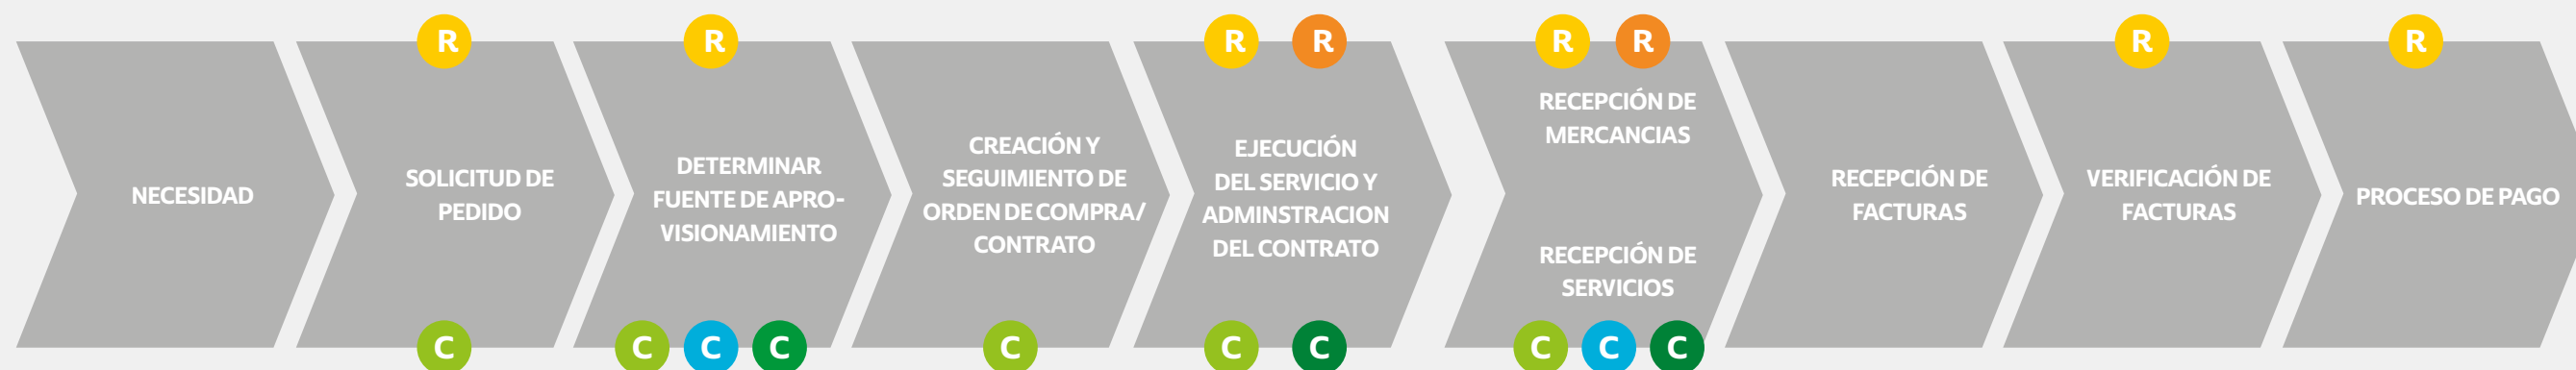 R
R
R
R
R
R
R
R
NECESIDAD
SOLICITUD DE
PEDIDO
DETERMINAR
FUENTE DE APRO-
VISIONAMIENTO
CREACIÓN Y
SEGUIMIENTO DE
ORDEN DE COMPRA/
CONTRATO
EJECUCIÓN
DEL SERVICIO Y
ADMINSTRACION
DEL CONTRATO
RECEPCIÓN DE
MERCANCIAS
RECEPCIÓN DE
SERVICIOS
RECEPCIÓN DE
FACTURAS
VERIFICACIÓN DE
FACTURAS
PROCESO DE PAGO
C
C
C
C
C
C
C
C
C
C